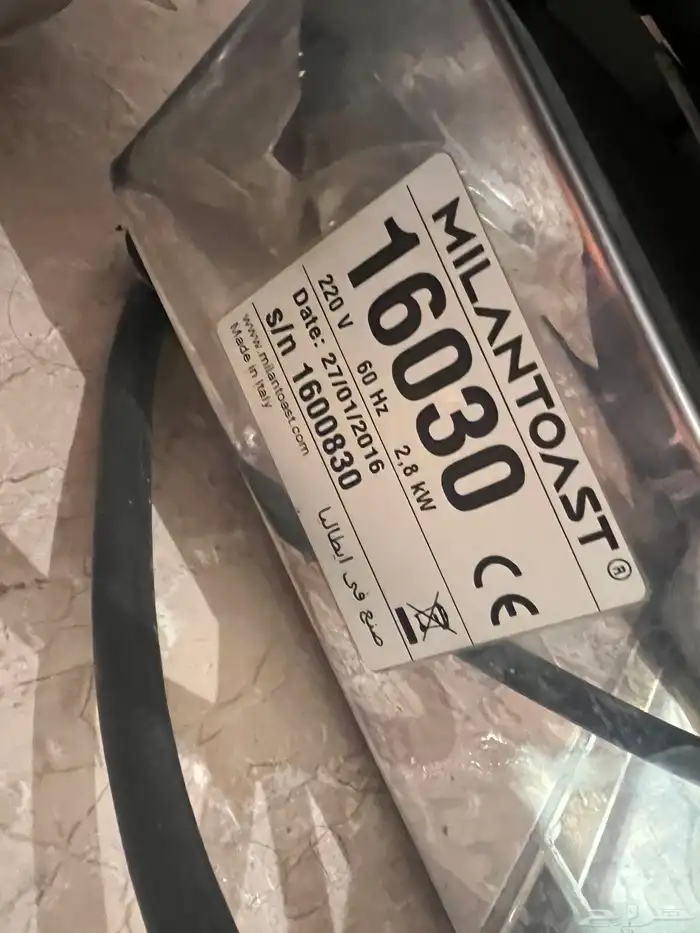 MILANTOAST®
16030
CE
220 V 60 Hz 2,8 kW
Date: 27/01/2016
s/n 1600830
www.milantoast.com
Made in Italy
صنع في ايطاليا
حراج